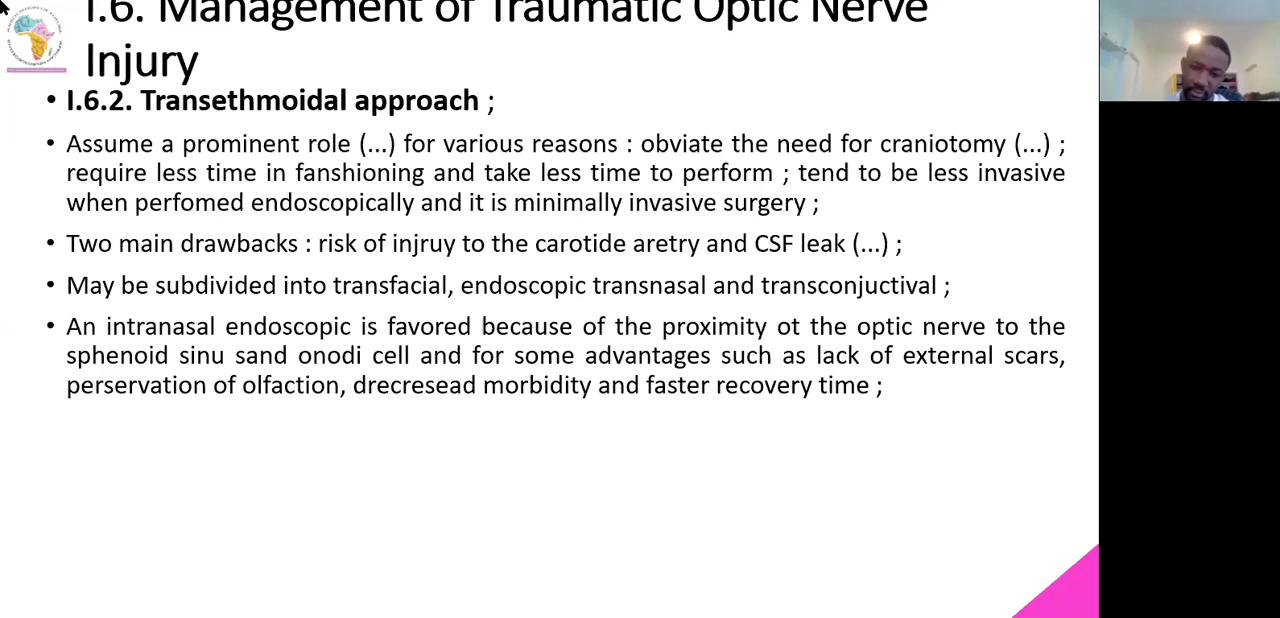 I.6. Management of Traumatic Optic Nerve
Injury
• I.6.2. Transethmoidal approach ;
• Assume a prominent role (...) for various reasons : obviate the need for craniotomy (...) ;
require less time in fanshioning and take less time to perform ; tend to be less invasive
when perfomed endoscopically and it is minimally invasive surgery ;
• Two main drawbacks : risk of injruy to the carotide aretry and CSF leak (...) ;
• May be subdivided into transfacial, endoscopic transnasal and transconjuctival ;
• An intranasal endoscopic is favored because of the proximity ot the optic nerve to the
sphenoid sinu sand onodi cell and for some advantages such as lack of external scars,
perservation of olfaction, drecresead morbidity and faster recovery time ;